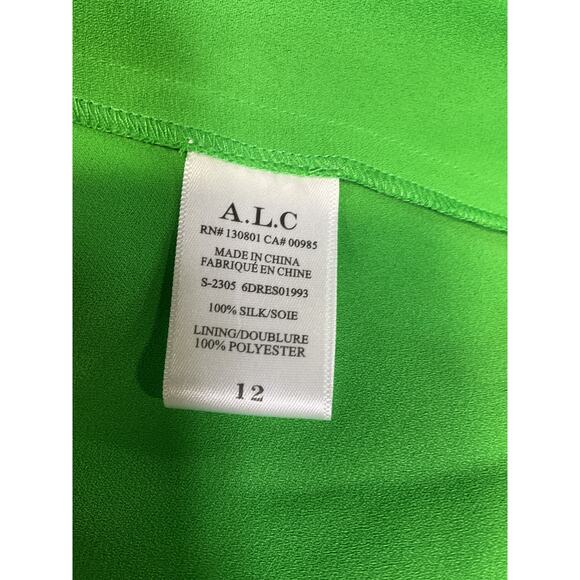 A.L.C
RN# 130801 CA# 00985
MADE IN CHINA
FABRIQUÉ EN CHINE
S-2305 6DRES01993
100% SILK/SOIE
LINING/DOUBLURE
100% POLYESTER
12